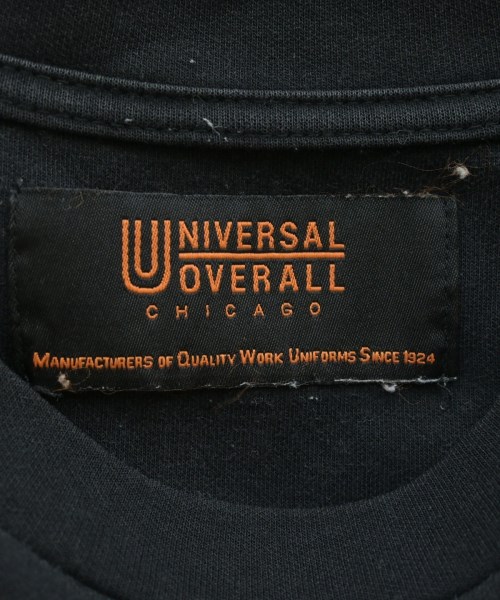 UNIVERSAL
OVERALL
CHICAGO
MANUFACTURERS OF QUALITY WORK UNIFORMS SINCE 1924